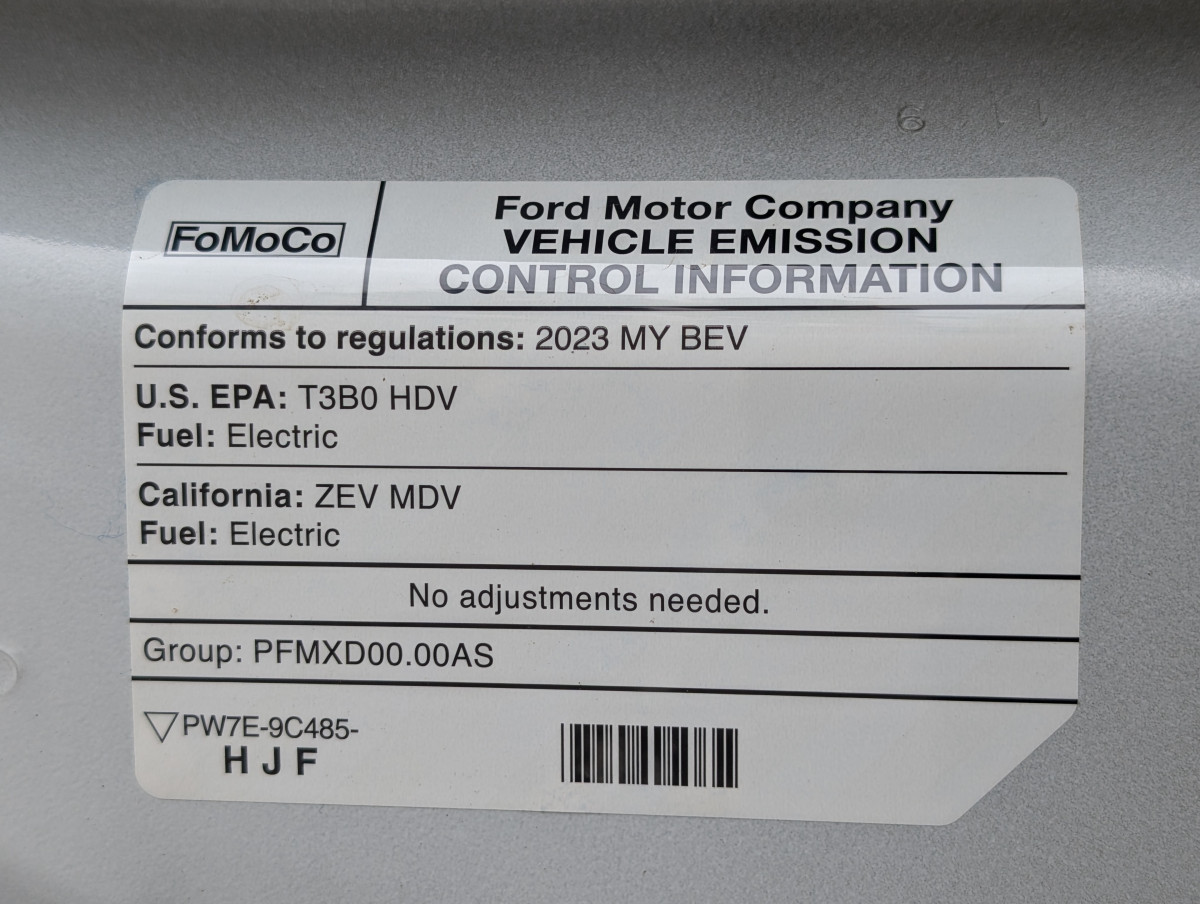 FoMoCo
Ford Motor Company
VEHICLE EMISSION
CONTROL INFORMATION
Conforms to regulations: 2023 MY BEV
U.S. EPA: T3B0 HDV
Fuel: Electric
California: ZEV MDV
Fuel: Electric
No adjustments needed.
Group: PFMXD00.00AS
PW7E-9C485-
H J F